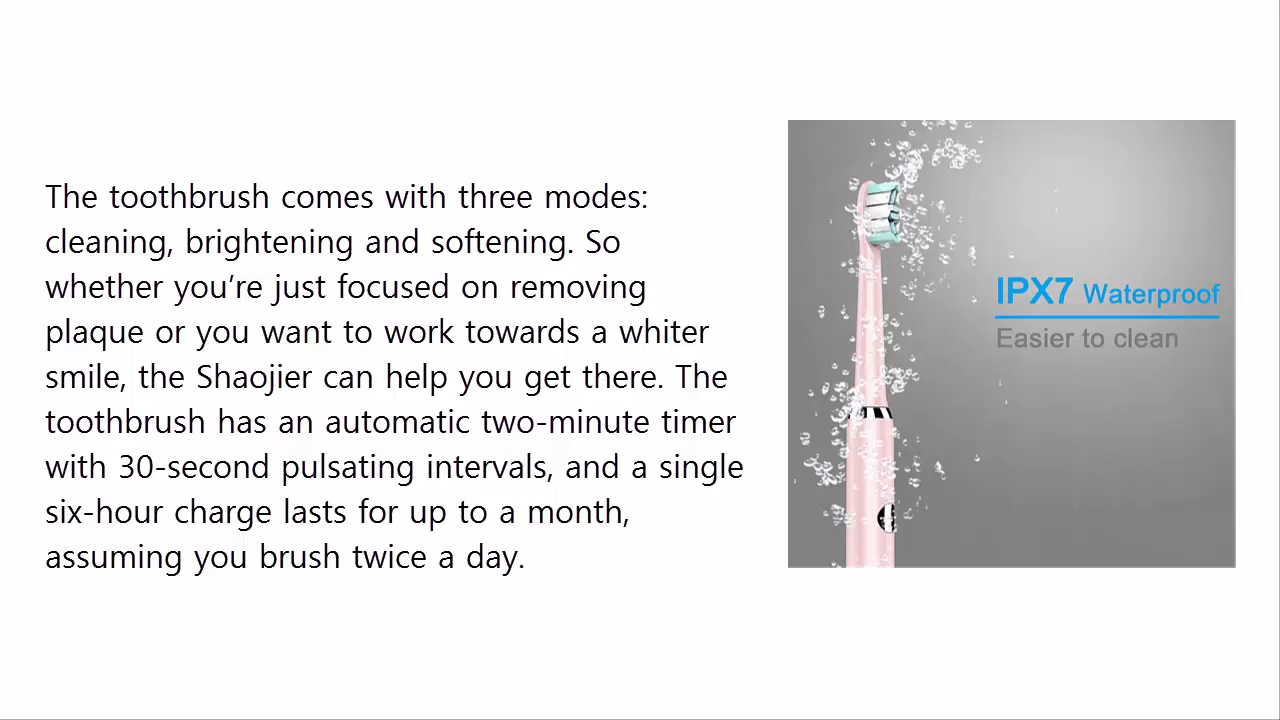 The toothbrush comes with three modes:
cleaning, brightening and softening. So
whether you’re just focused on removing
plaque or you want to work towards a whiter
smile, the Shaojier can help you get there. The
toothbrush has an automatic two-minute timer
with 30-second pulsating intervals, and a single
six-hour charge lasts for up to a month,
assuming you brush twice a day.
IPX7 Waterproof
Easier to clean